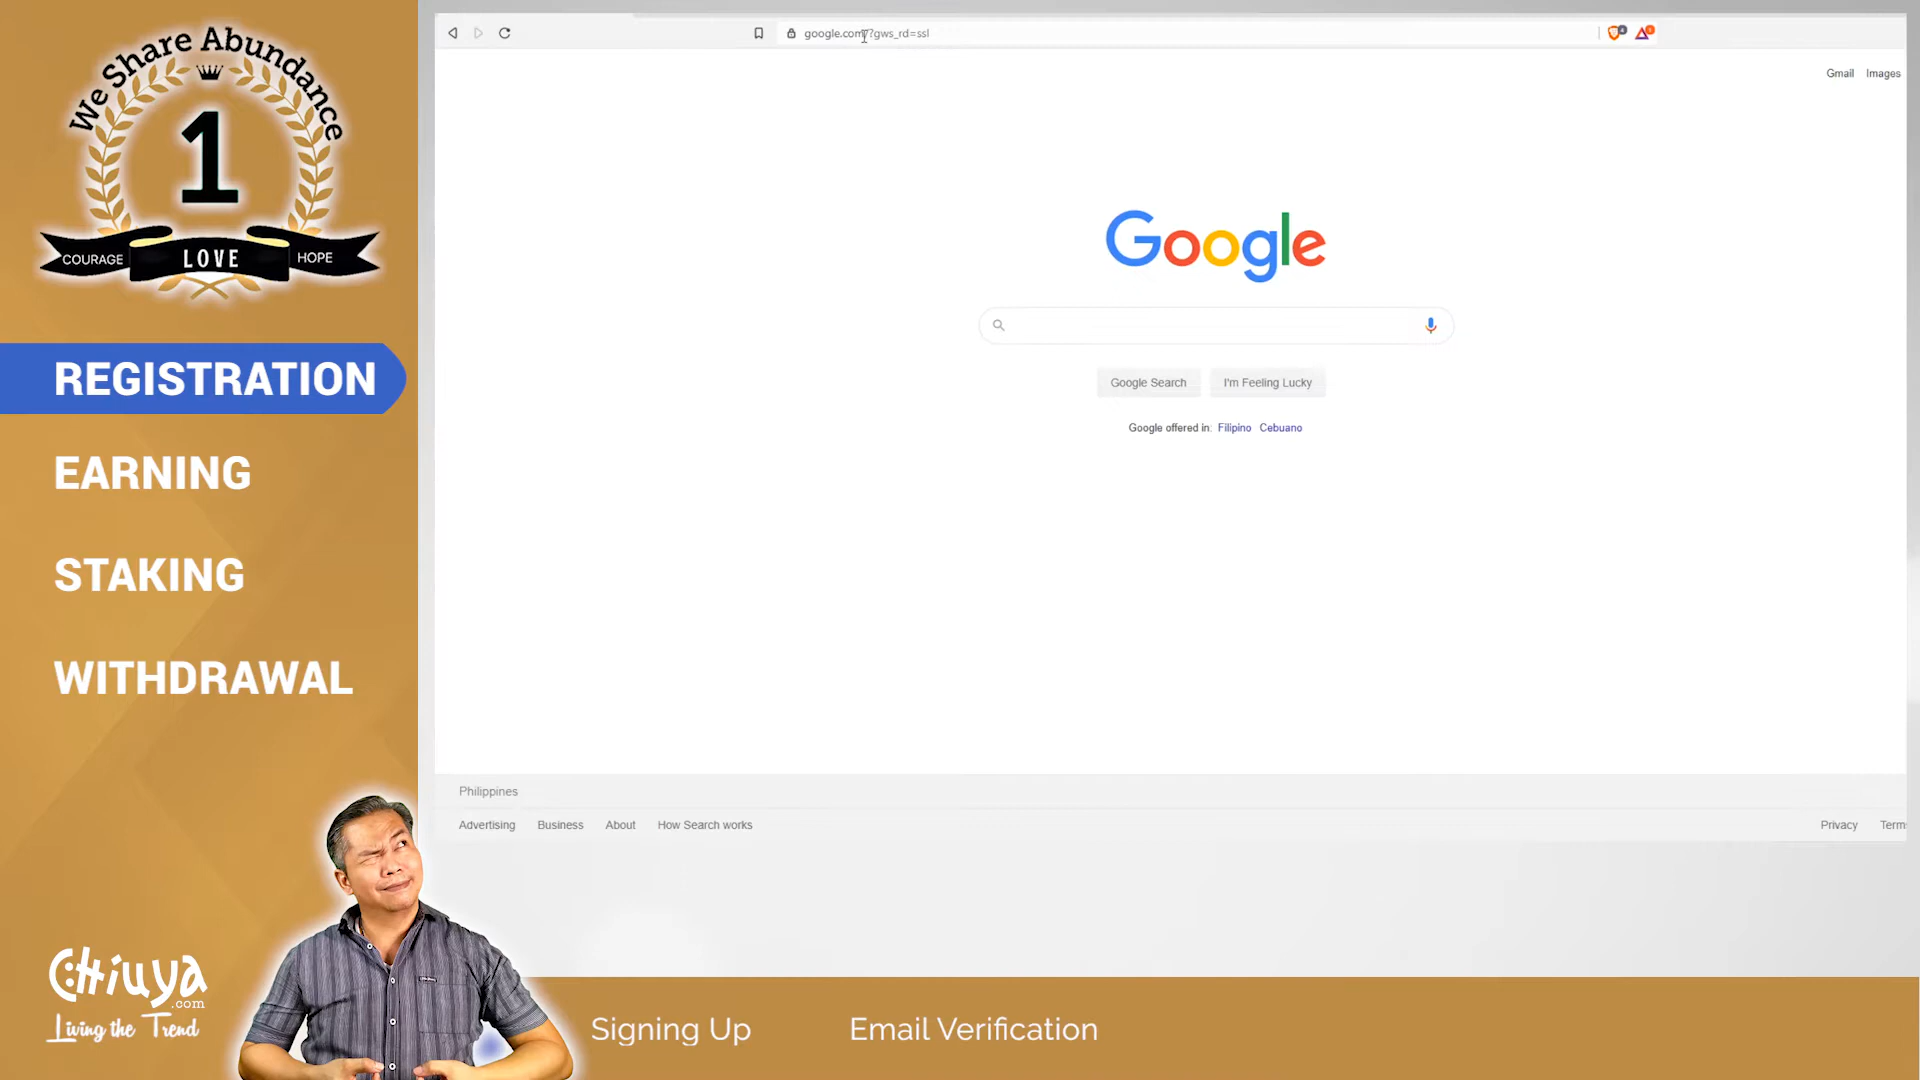 We Share Abundance
1
COURAGE LOVE HOPE
REGISTRATION
EARNING
STAKING
WITHDRAWAL
Chiuya
.com
Living the Trend
google.com/?gws_rd=ssl
Gmail Images
Google
Google Search I'm Feeling Lucky
Google offered in: Filipino Cebuano
Philippines
Advertising Business About How Search works
Privacy Term
Signing Up Email Verification